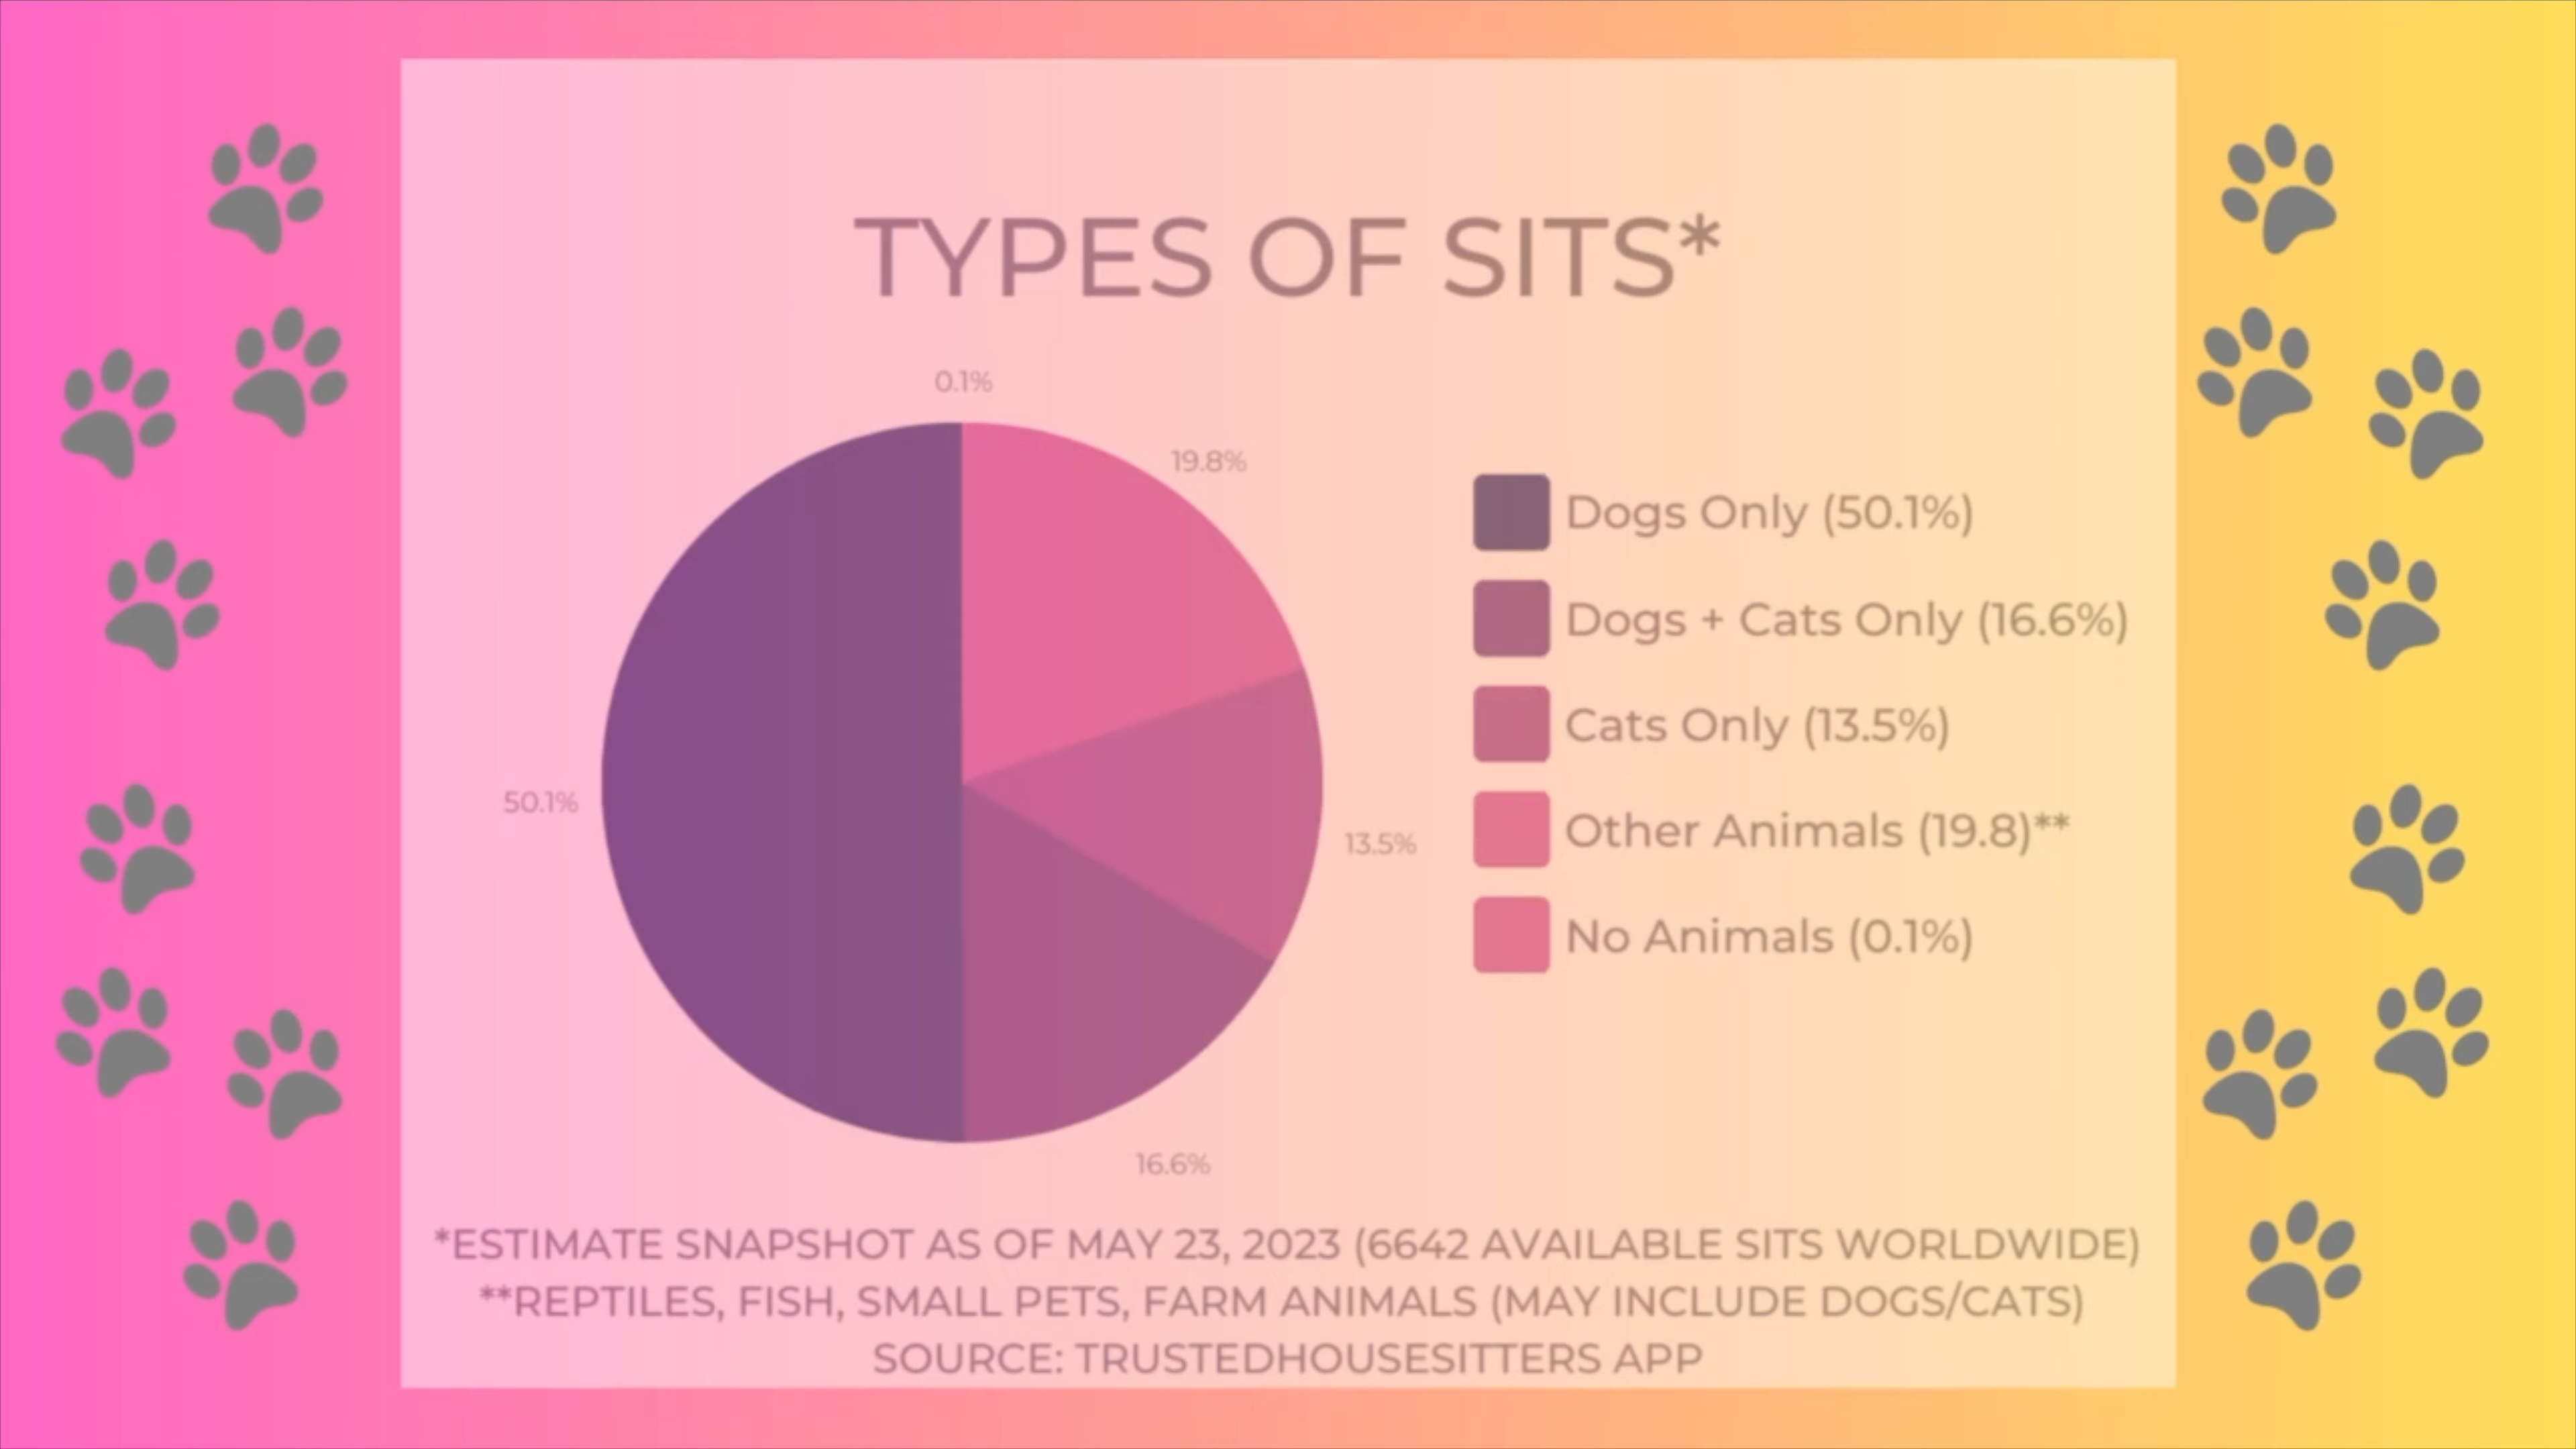 TYPES OF SITS*
0.1%
19.8%
50.1%
13.5%
16.6%
Dogs Only (50.1%)
Dogs + Cats Only (16.6%)
Cats Only (13.5%)
Other Animals (19.8)**
No Animals (0.1%)
*ESTIMATE SNAPSHOT AS OF MAY 23, 2023 (6642 AVAILABLE SITS WORLDWIDE)
**REPTILES, FISH, SMALL PETS, FARM ANIMALS (MAY INCLUDE DOGS/CATS)
SOURCE: TRUSTEDHOUSESITTERS APP